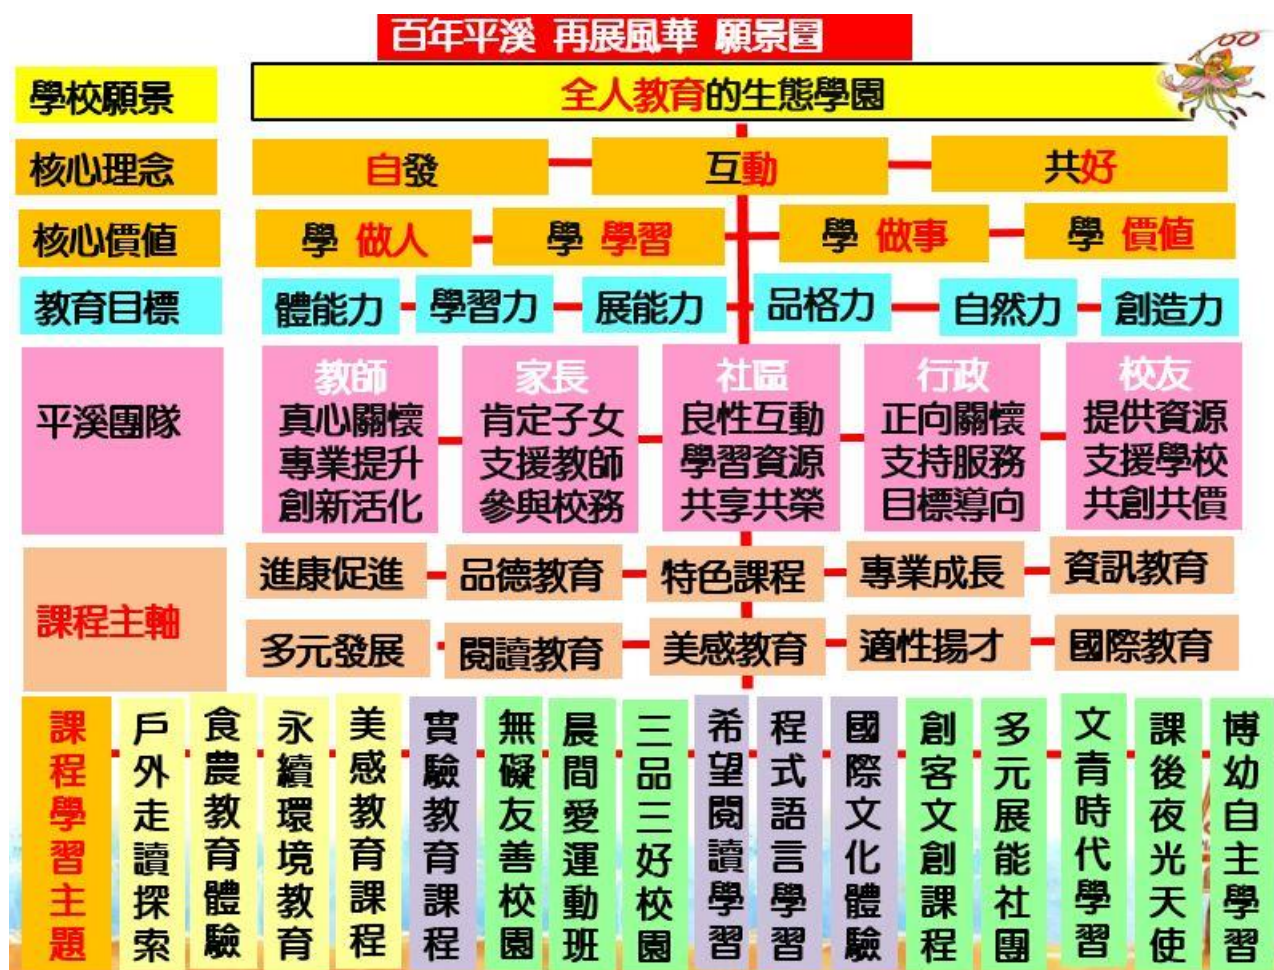 百年平溪 再展風華 願景圖
學校願景
全人教育的生態學園
核心理念
自發
互動
共好
核心價值
學 做人
學 學習
學 做事
學 價值
教育目標
體能力
學習力
展能力
品格力
自然力
創造力
平溪團隊
教師
真心關懷
專業提升
創新活化
家長
肯定子女
支援教師
參與校務
社區
良性互動
學習資源
共享共榮
行政
正向關懷
支持服務
目標導向
校友
提供資源
支援學校
共創共價
課程主軸
進康促進
品德教育
特色課程
專業成長
資訊教育
多元發展
閱讀教育
美感教育
適性揚才
國際教育
課程學習主題
戶外走讀探索
食農教育體驗
永續環境教育
美感教育課程
實驗教育課程
無礙友善校園
晨間愛運動班
三品三好校園
希望閱讀學習
程式語言學習
國際文化體驗
創客文創課程
多元展能社團
文青時代學習
課後夜光天使
博幼自主學習